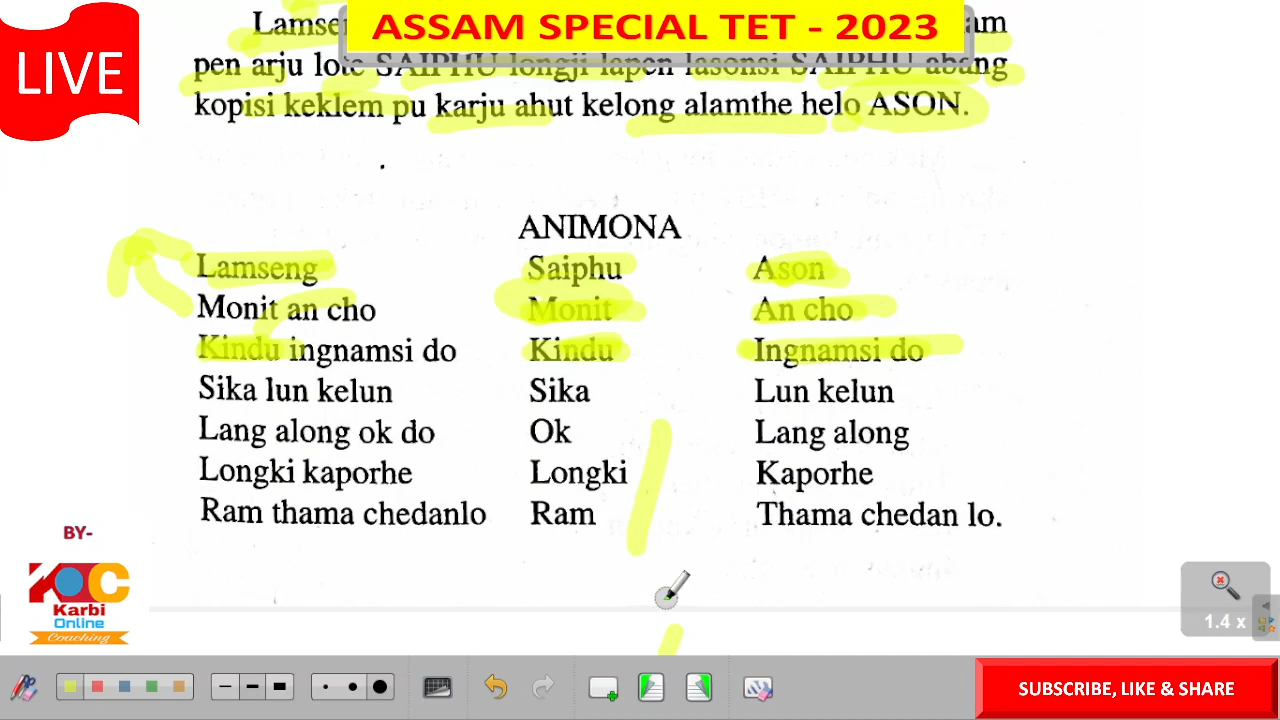 ASSAM SPECIAL TET - 2023
LIVE
am
pen arju lote SAIPHU longji lapen lasonsi SAIPHU abang
kopisi keklem pu karju ahut kelong alamthe helo ASON.
ANIMONA
Lamseng Saiphu Ason
Monit an cho Monit An cho
Kindu ingnamsi do Kindu Ingnamsi do
Sika lun kelun Sika Lun kelun
Lang along ok do Ok Lang along
Longki kaporhe Longki Kaporhe
Ram thama chedanlo Ram Thama chedan lo.
BY-
KOC
Karbi
Online
Coaching
1.4 x
SUBSCRIBE, LIKE & SHARE